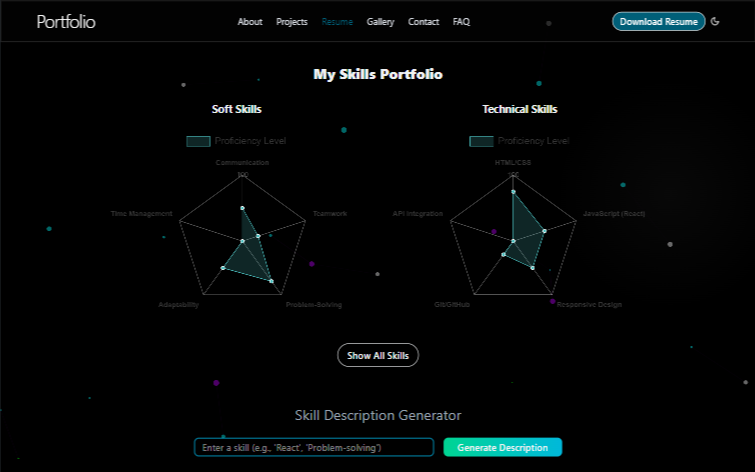 Portfolio
About Projects Resume Gallery Contact FAQ
Download Resume
My Skills Portfolio
Soft Skills
Proficiency Level
Communication
100
Time Management
Teamwork
Adaptability
Problem-Solving
Technical Skills
Proficiency Level
HTML/CSS
API Integration
JavaScript (React)
Git/GitHub
Responsive Design
Show All Skills
Skill Description Generator
Enter a skill (e.g., 'React', 'Problem-solving')
Generate Description